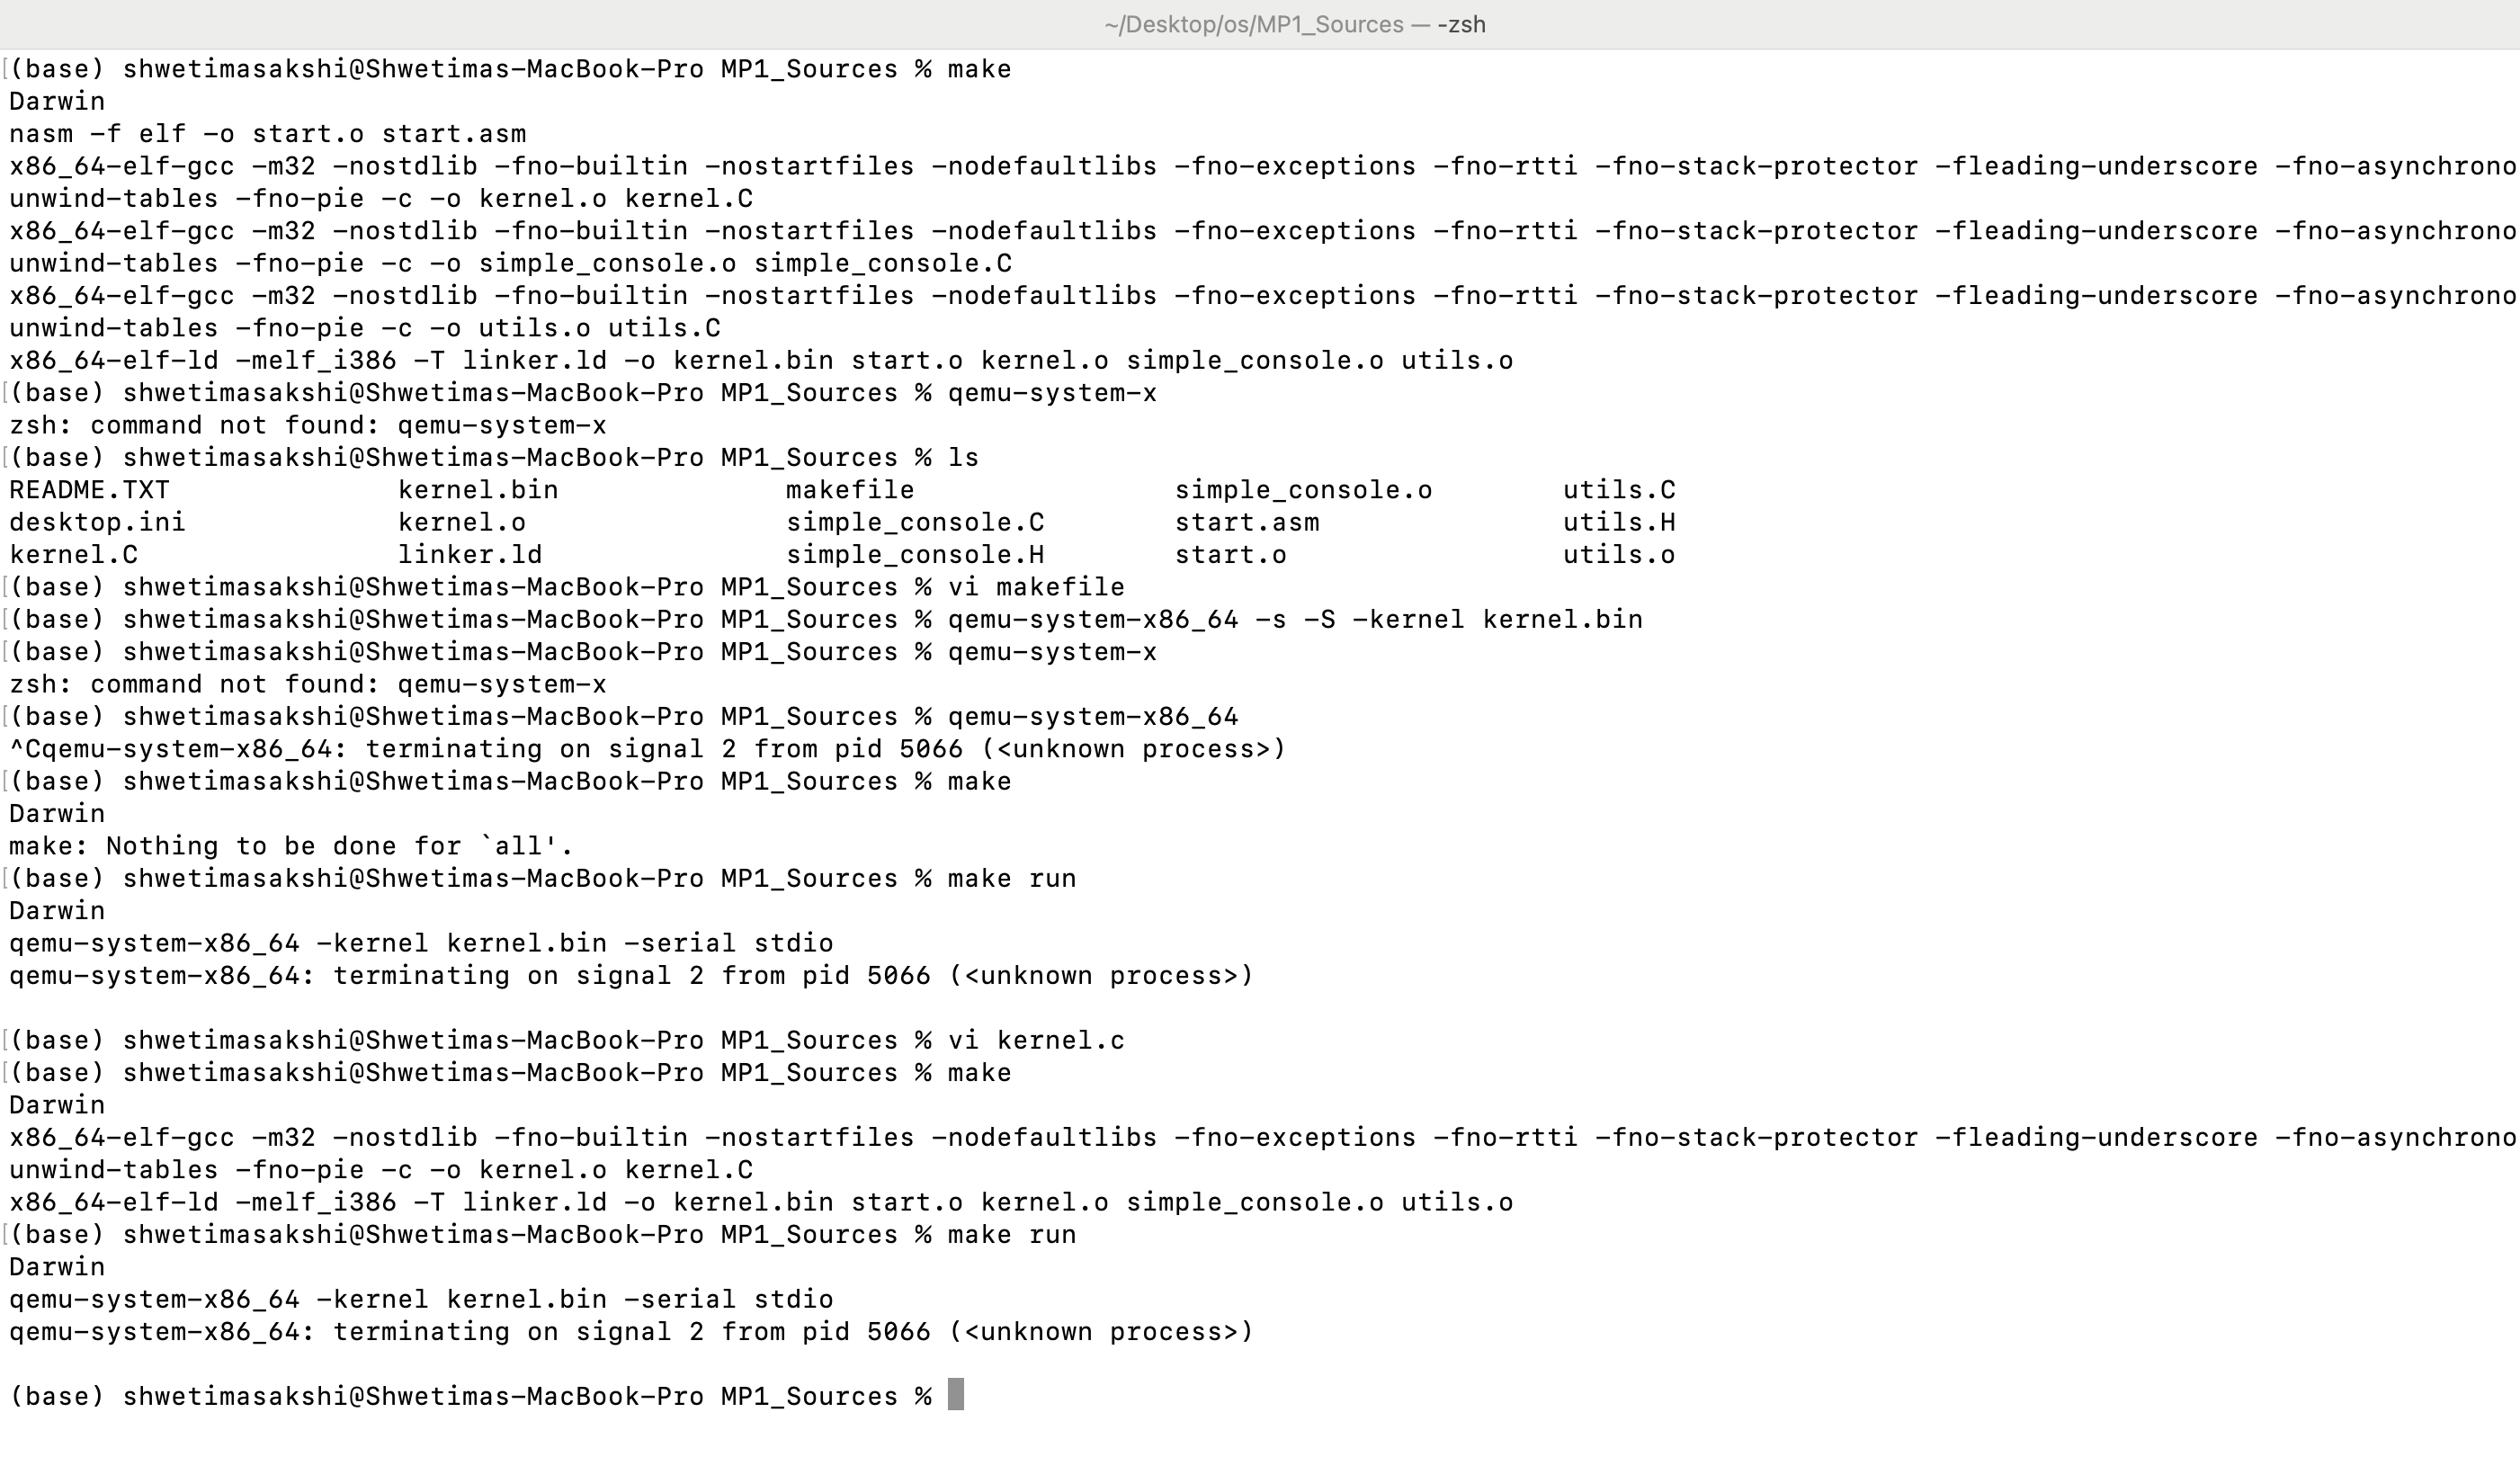 ~/Desktop/os/MP1_Sources — -zsh
[(base) shwetimasakshi@Shwetimas-MacBook-Pro MP1_Sources % make
Darwin
nasm -f elf -o start.o start.asm
x86_64-elf-gcc -m32 -nostdlib -fno-builtin -nostartfiles -nodefaultlibs -fno-exceptions -fno-rtti -fno-stack-protector -fleading-underscore -fno-asynchrono
unwind-tables -fno-pie -c -o kernel.o kernel.C
x86_64-elf-gcc -m32 -nostdlib -fno-builtin -nostartfiles -nodefaultlibs -fno-exceptions -fno-rtti -fno-stack-protector -fleading-underscore -fno-asynchrono
unwind-tables -fno-pie -c -o simple_console.o simple_console.C
x86_64-elf-gcc -m32 -nostdlib -fno-builtin -nostartfiles -nodefaultlibs -fno-exceptions -fno-rtti -fno-stack-protector -fleading-underscore -fno-asynchrono
unwind-tables -fno-pie -c -o utils.o utils.C
x86_64-elf-ld -melf_i386 -T linker.ld -o kernel.bin start.o kernel.o simple_console.o utils.o
[(base) shwetimasakshi@Shwetimas-MacBook-Pro MP1_Sources % qemu-system-x
zsh: command not found: qemu-system-x
[(base) shwetimasakshi@Shwetimas-MacBook-Pro MP1_Sources % ls
README.TXT kernel.bin makefile simple_console.o utils.C
desktop.ini kernel.o simple_console.C start.asm utils.H
kernel.C linker.ld simple_console.H start.o utils.o
[(base) shwetimasakshi@Shwetimas-MacBook-Pro MP1_Sources % vi makefile
[(base) shwetimasakshi@Shwetimas-MacBook-Pro MP1_Sources % qemu-system-x86_64 -s -S -kernel kernel.bin
[(base) shwetimasakshi@Shwetimas-MacBook-Pro MP1_Sources % qemu-system-x
zsh: command not found: qemu-system-x
[(base) shwetimasakshi@Shwetimas-MacBook-Pro MP1_Sources % qemu-system-x86_64
^Cqemu-system-x86_64: terminating on signal 2 from pid 5066 (<unknown process>)
[(base) shwetimasakshi@Shwetimas-MacBook-Pro MP1_Sources % make
Darwin
make: Nothing to be done for `all'.
[(base) shwetimasakshi@Shwetimas-MacBook-Pro MP1_Sources % make run
Darwin
qemu-system-x86_64 -kernel kernel.bin -serial stdio
qemu-system-x86_64: terminating on signal 2 from pid 5066 (<unknown process>)
[(base) shwetimasakshi@Shwetimas-MacBook-Pro MP1_Sources % vi kernel.c
[(base) shwetimasakshi@Shwetimas-MacBook-Pro MP1_Sources % make
Darwin
x86_64-elf-gcc -m32 -nostdlib -fno-builtin -nostartfiles -nodefaultlibs -fno-exceptions -fno-rtti -fno-stack-protector -fleading-underscore -fno-asynchrono
unwind-tables -fno-pie -c -o kernel.o kernel.C
x86_64-elf-ld -melf_i386 -T linker.ld -o kernel.bin start.o kernel.o simple_console.o utils.o
[(base) shwetimasakshi@Shwetimas-MacBook-Pro MP1_Sources % make run
Darwin
qemu-system-x86_64 -kernel kernel.bin -serial stdio
qemu-system-x86_64: terminating on signal 2 from pid 5066 (<unknown process>)
(base) shwetimasakshi@Shwetimas-MacBook-Pro MP1_Sources %